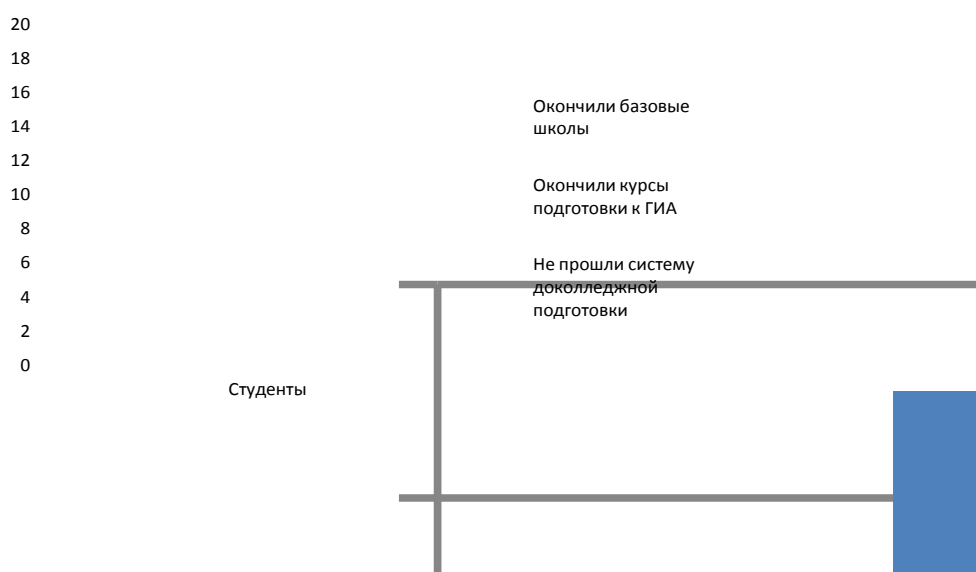 20
18
16
14
12
10
8
6
4
2
0
Окончили базовые
школы
Окончили курсы
подготовки к ГИА
Не прошли систему
доколледжной
подготовки
Студенты